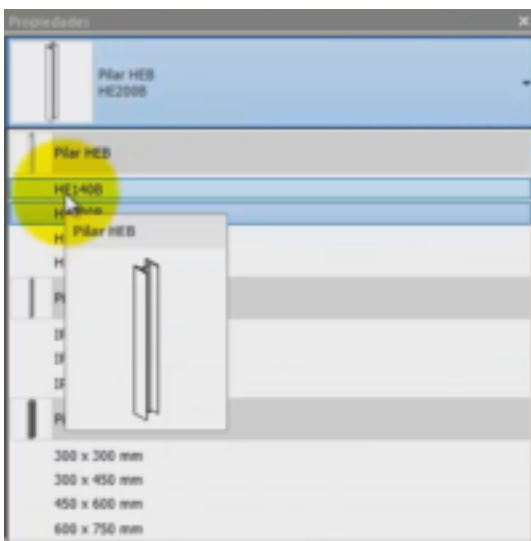 Propiedades
Pilar HEB
HE200B
Pilar HEB
HE140B
Pilar HEB
300 x 300 mm
300 x 450 mm
450 x 600 mm
600 x 750 mm